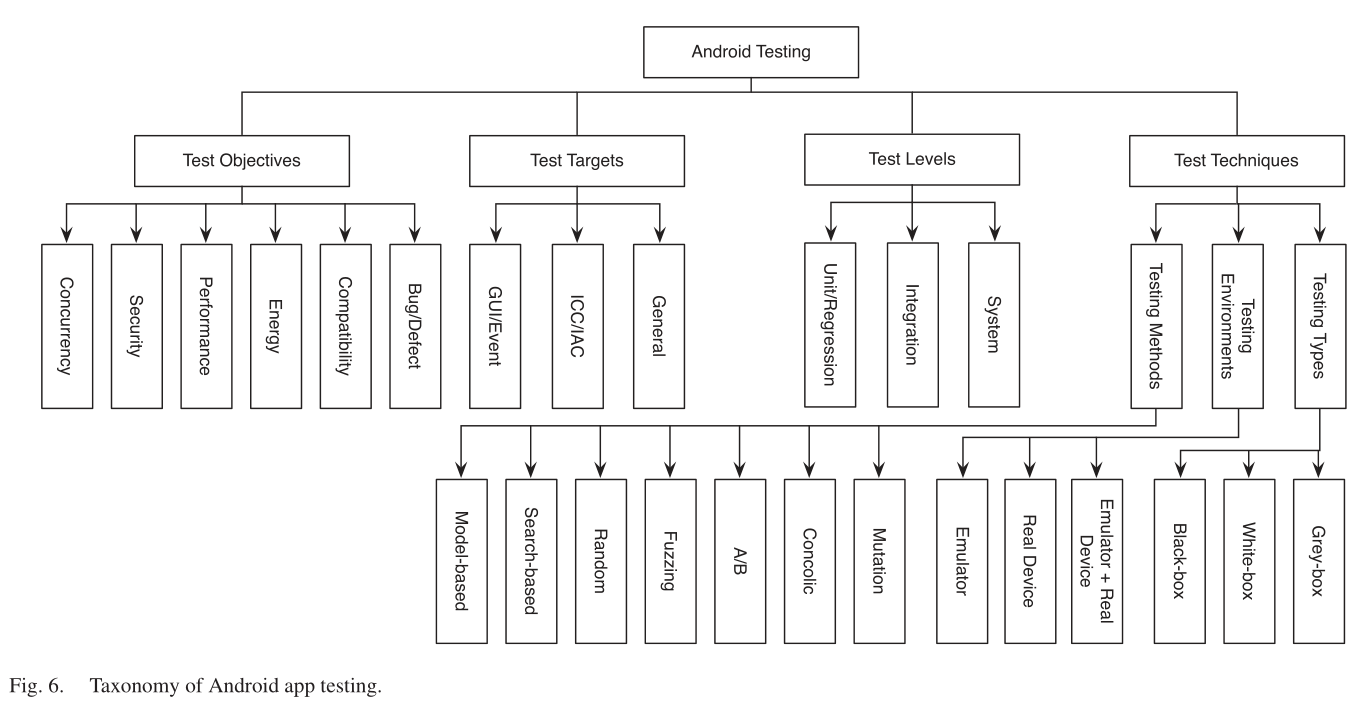 Android Testing
Test Objectives
Test Targets
Test Levels
Test Techniques
Concurrency
Security
Performance
Energy
Compatibility
Bug/Defect
GUI/Event
ICC/IAC
General
Unit/Regression
Integration
System
Testing Methods
Testing
Environments
Testing Types
Model-based
Search-based
Random
Fuzzing
A/B
Concolic
Mutation
Emulator
Real Device
Emulator + Real
Device
Black-box
White-box
Grey-box
Fig. 6. Taxonomy of Android app testing.